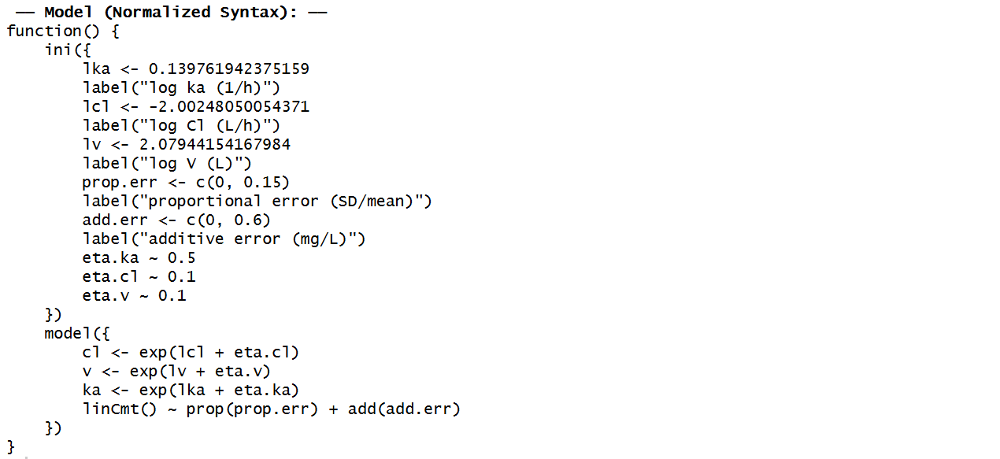 ── Model (Normalized Syntax): ──
function() {
    ini({
        lka <- 0.139761942375159
        label("log ka (1/h)")
        lcl <- -2.00248050054371
        label("log Cl (L/h)")
        lv <- 2.07944154167984
        label("log V (L)")
        prop.err <- c(0, 0.15)
        label("proportional error (SD/mean)")
        add.err <- c(0, 0.6)
        label("additive error (mg/L)")
        eta.ka ~ 0.5
        eta.cl ~ 0.1
        eta.v ~ 0.1
    })
    model({
        cl <- exp(lcl + eta.cl)
        v <- exp(lv + eta.v)
        ka <- exp(lka + eta.ka)
        linCmt() ~ prop(prop.err) + add(add.err)
    })
}